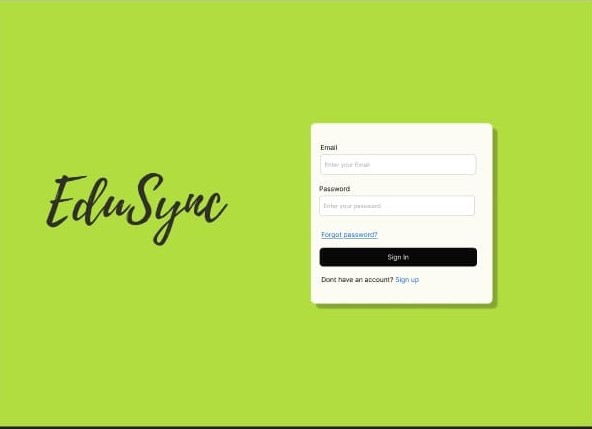 EduSync
Email
Enter your Email
Password
Enter your password
Forgot password?
Sign In
Dont have an account? Sign up